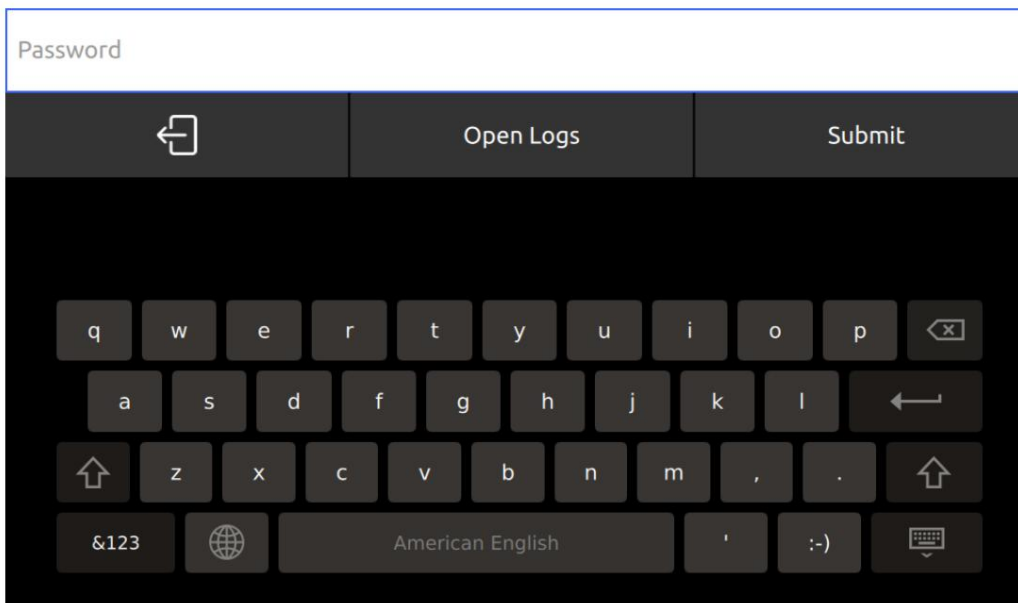 Password
Open Logs Submit
q w e r t y u i o p
a s d f g h j k l
z x c v b n m , .
&123 American English ' :-)